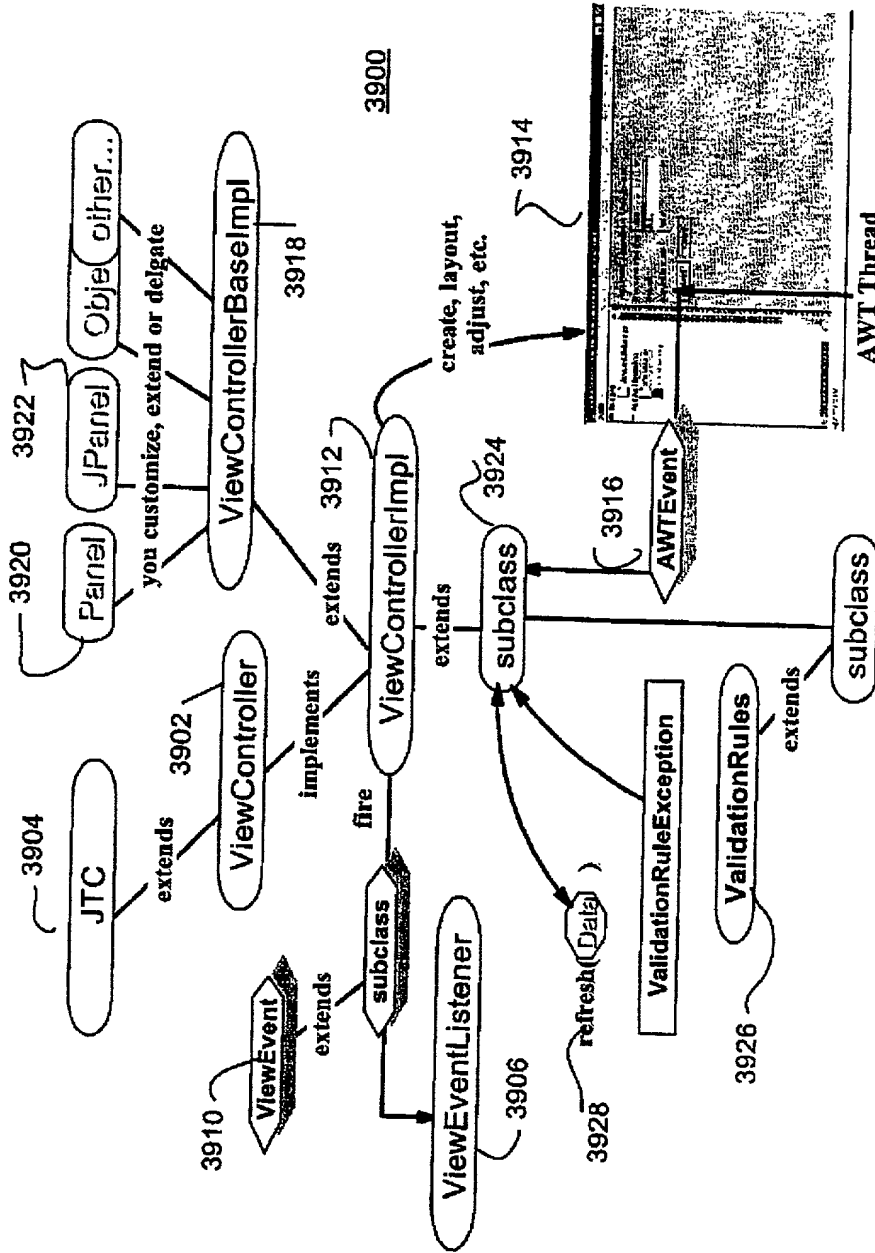 3900
3904
JTC
extends
3902
ViewController
implements
3920
Panel
3922
JPanel
Obje
other...
you customize, extend or delgate
ViewControllerBaseImpl
3918
extends
3910
ViewEvent
extends
subclass
fire
3912
ViewControllerImpl
create, layout,
adjust, etc.
3914
ViewEventListener
3906
extends
3924
subclass
3916
AWTEvent
AWT Thread
refresh( Data )
3928
ValidationRuleException
ValidationRules
3926
extends
subclass